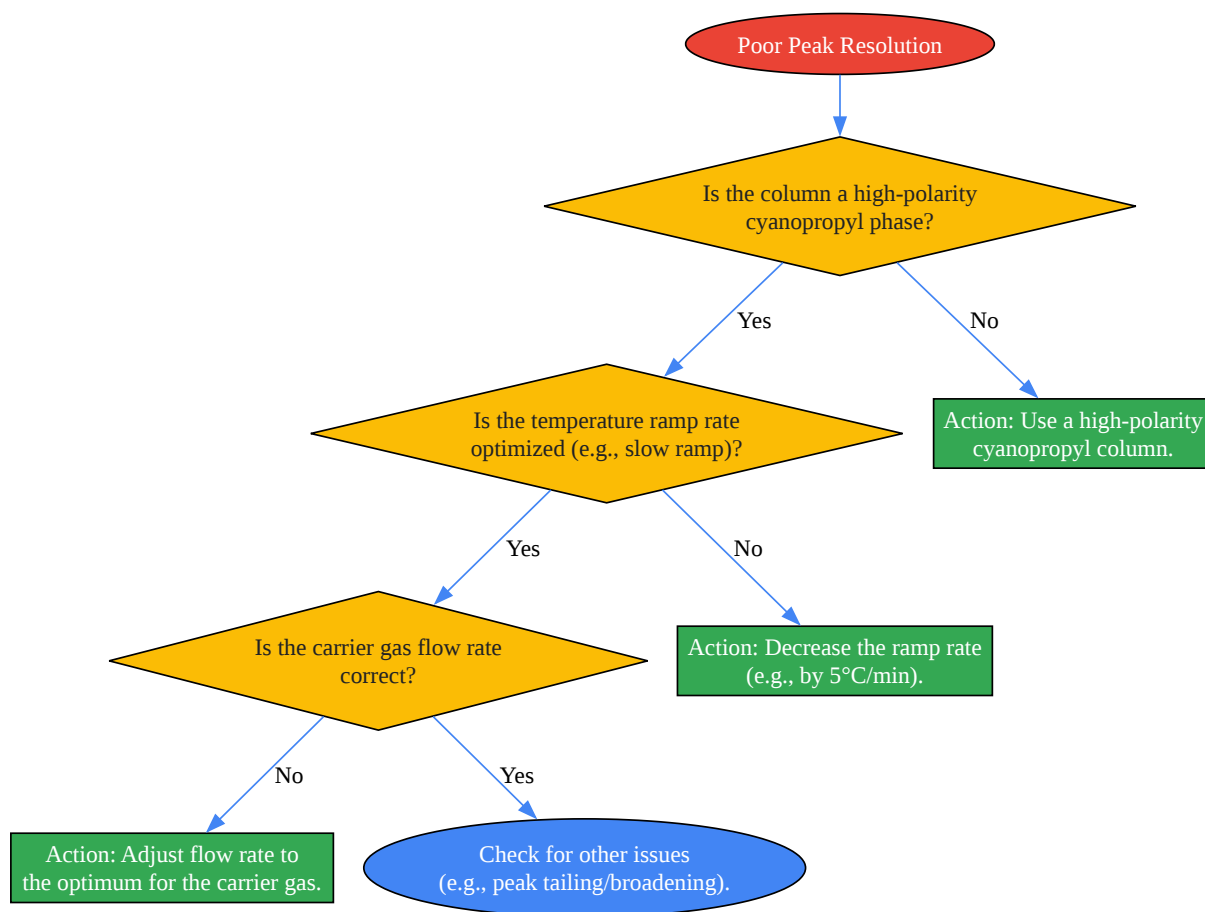 Poor Peak Resolution
Is the column a high-polarity
cyanopropyl phase?
Yes
No
Is the temperature ramp rate
optimized (e.g., slow ramp)?
Action: Use a high-polarity
cyanopropyl column.
Yes
No
Is the carrier gas flow rate
correct?
Action: Decrease the ramp rate
(e.g., by 5°C/min).
No
Yes
Action: Adjust flow rate to
the optimum for the carrier gas.
Check for other issues
(e.g., peak tailing/broadening).